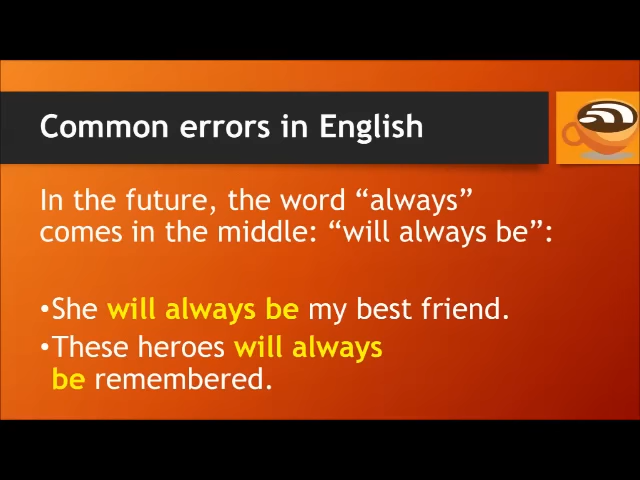 Common errors in English
In the future, the word “always”
comes in the middle: “will always be”:
•She will always be my best friend.
•These heroes will always
be remembered.